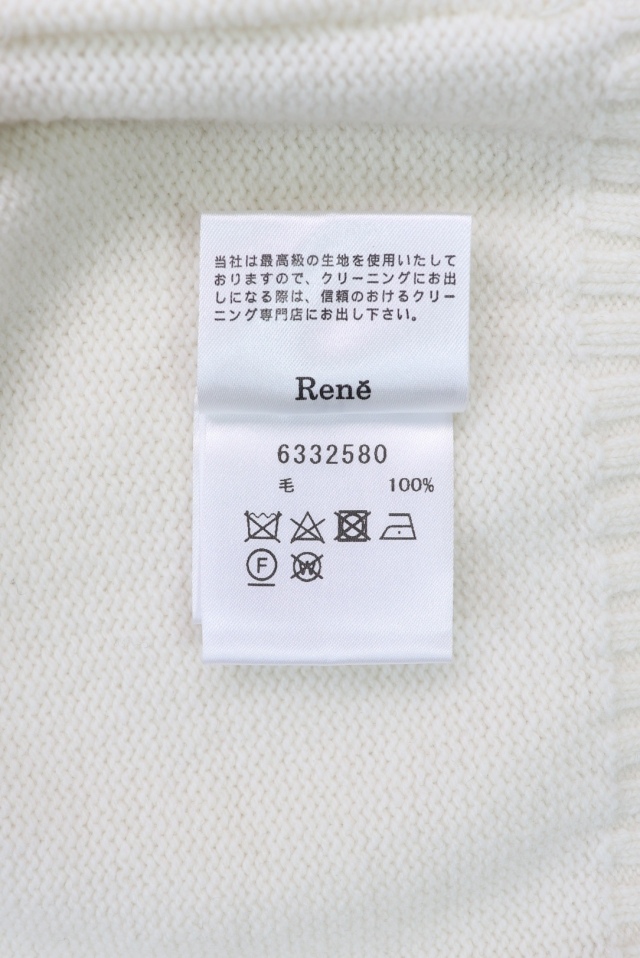 当社は最高級の生地を使用いたして
おりますので、クリーニングにお出
しになる際は、信頼のおけるクリー
ニング専門店にお出し下さい。
Renĕ
6332580
毛 100%
F W